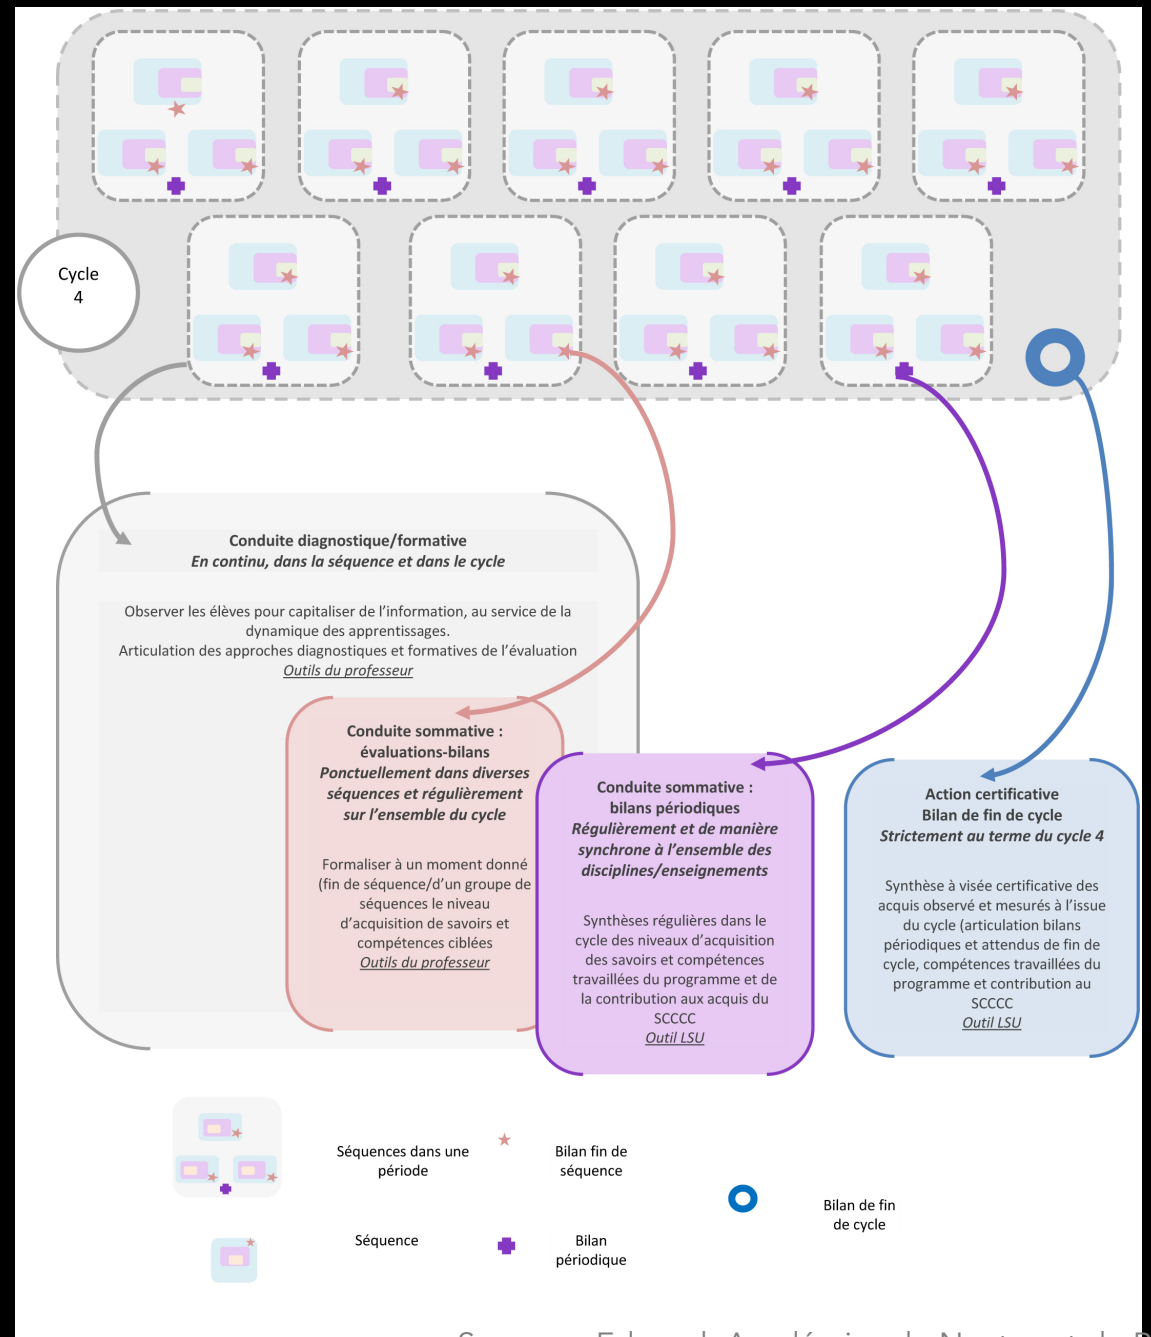 Cycle
4
Conduite diagnostique/formative
En continu, dans la séquence et dans le cycle
Observer les élèves pour capitaliser de l'information, au service de la
dynamique des apprentissages.
Articulation des approches diagnostiques et formatives de l'évaluation
Outils du professeur
Conduite sommative :
évaluations-bilans
Ponctuellement dans diverses
séquences et régulièrement
sur l'ensemble du cycle
Formaliser à un moment donné
(fin de séquence/d'un groupe de
séquences le niveau
d'acquisition de savoirs et
compétences ciblées
Outils du professeur
Conduite sommative :
bilans périodiques
Régulièrement et de manière
synchrone à l'ensemble des
disciplines/enseignements
Synthèses régulières dans le
cycle des niveaux d'acquisition
des savoirs et compétences
travaillées du programme et de
la contribution aux acquis du
SCCCC
Outil LSU
Action certificative
Bilan de fin de cycle
Strictement au terme du cycle 4
Synthèse à visée certificative des
acquis observé et mesurés à l'issue
du cycle (articulation bilans
périodiques et attendus de fin de
cycle, compétences travaillées du
programme et contribution au
SCCCC
Outil LSU
Séquences dans une
période
Bilan fin de
séquence
Bilan de fin
de cycle
Séquence
Bilan
périodique